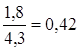 1,8/4,3 = 0,42